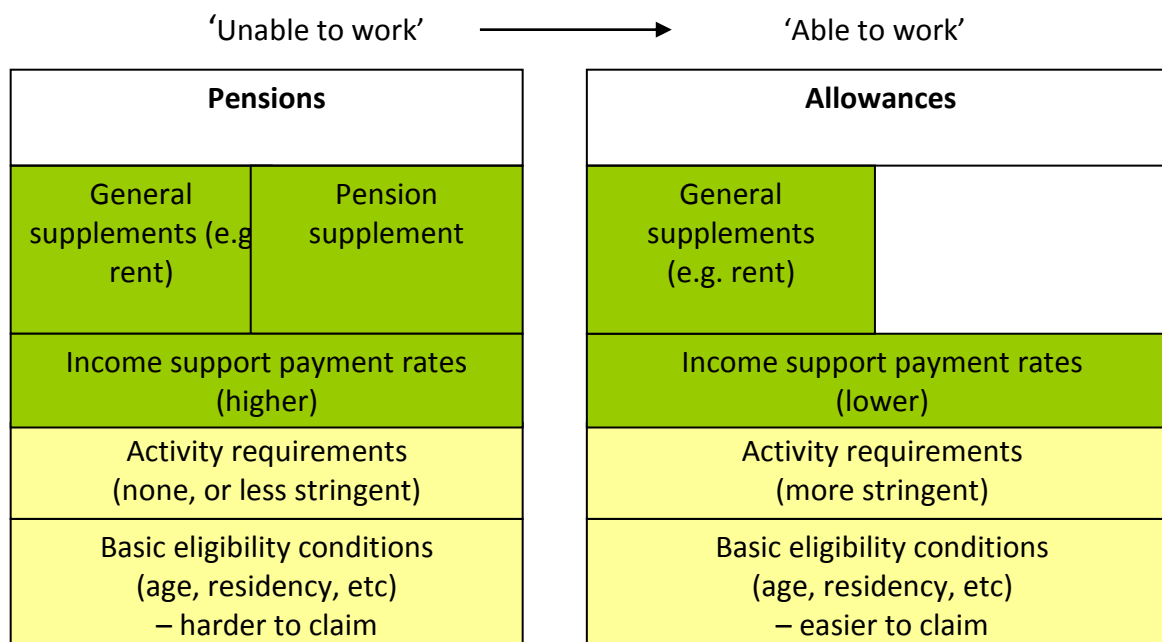 ‘Unable to work’
‘Able to work’
Pensions
General
supplements (e.g
rent)
Pension
supplement
Income support payment rates
(higher)
Activity requirements
(none, or less stringent)
Basic eligibility conditions
(age, residency, etc)
– harder to claim
Allowances
General
supplements
(e.g. rent)
Income support payment rates
(lower)
Activity requirements
(more stringent)
Basic eligibility conditions
(age, residency, etc)
– easier to claim